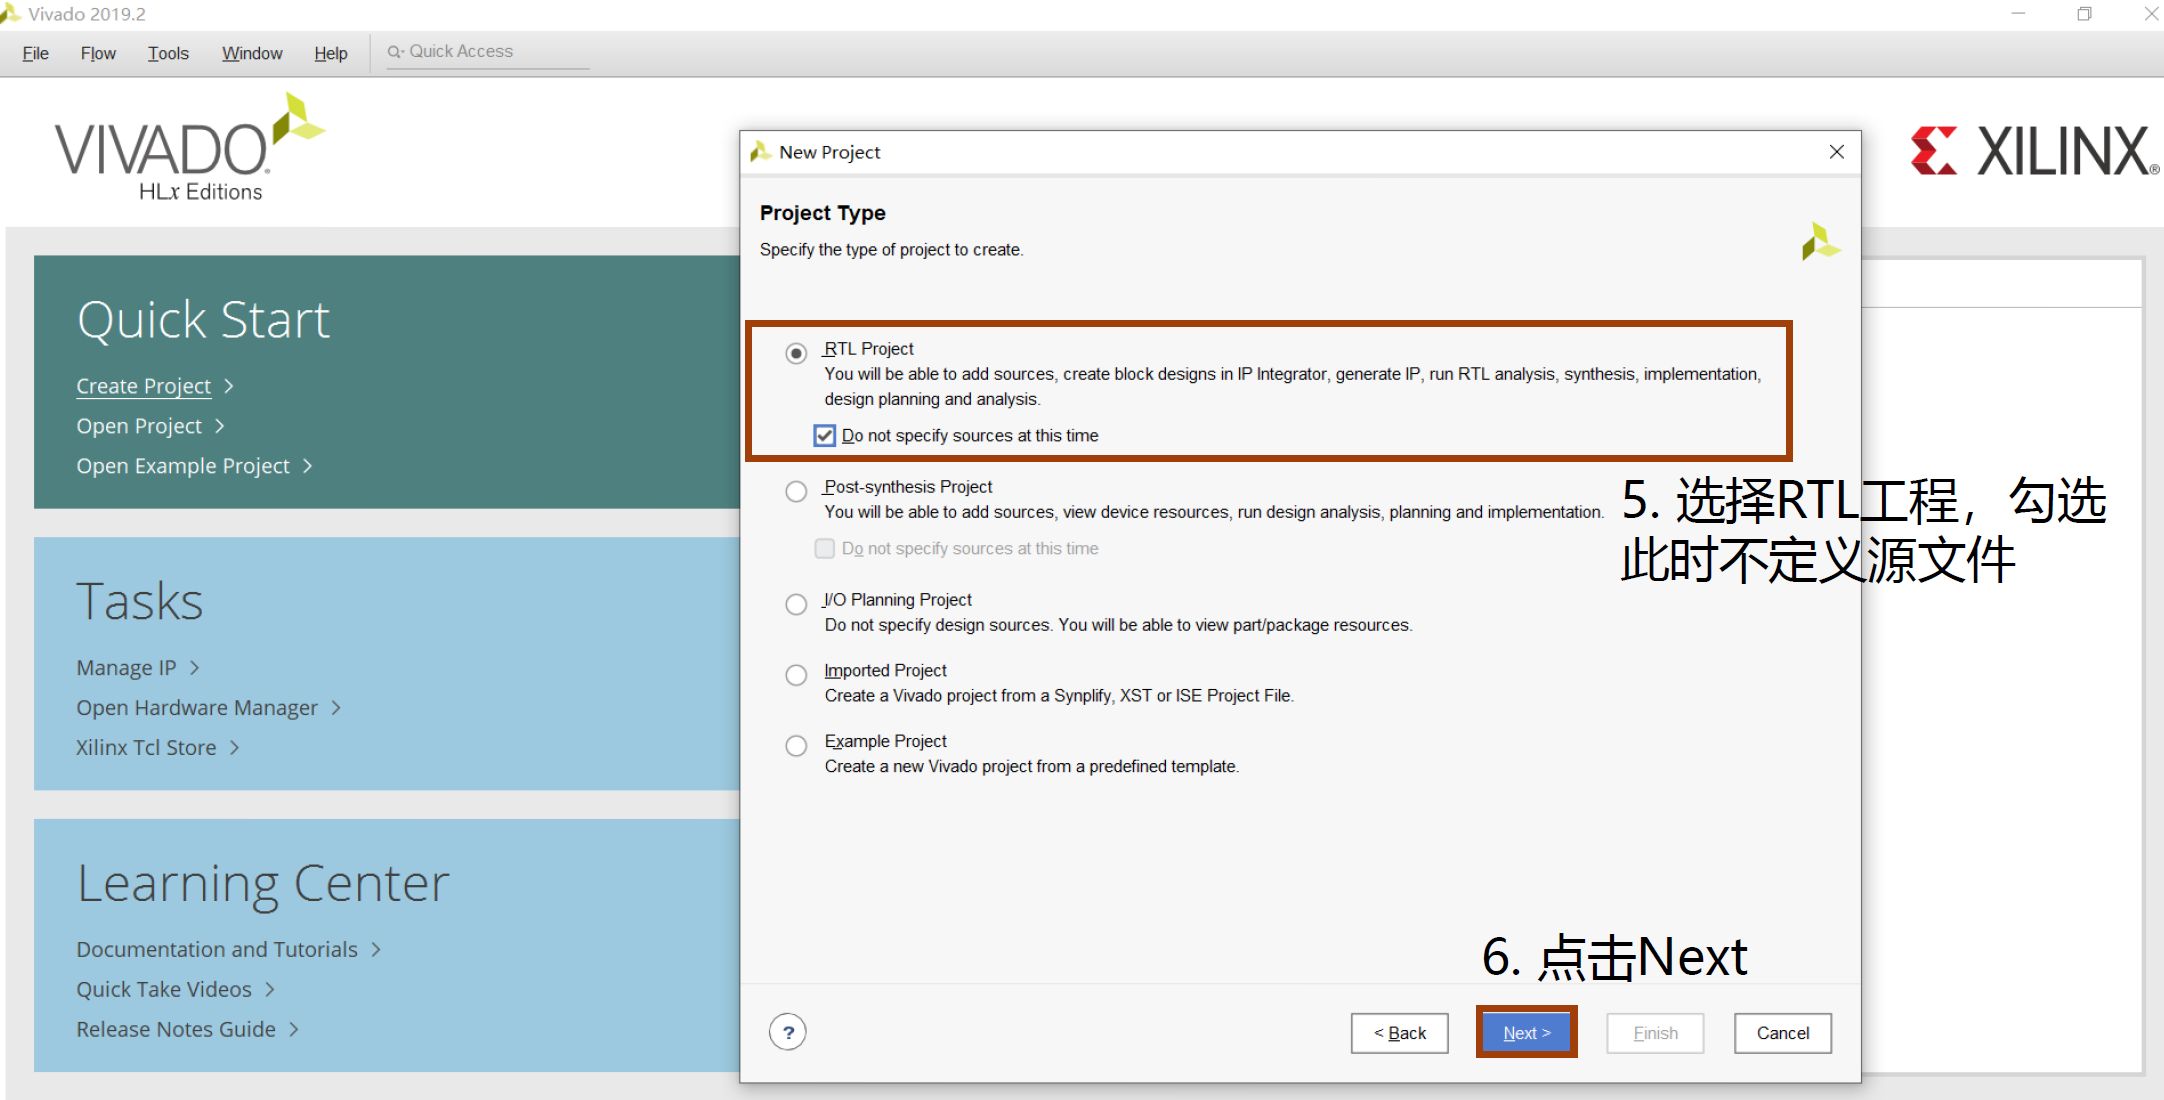 Vivado 2019.2
File Flow Tools Window Help Quick Access
VIVADO.
HLx Editions
XILINX®
Quick Start
Create Project
Open Project
Open Example Project
Tasks
Manage IP
Open Hardware Manager
Xilinx Tcl Store
Learning Center
Documentation and Tutorials
Quick Take Videos
Release Notes Guide
New Project
Project Type
Specify the type of project to create.
RTL Project
You will be able to add sources, create block designs in IP Integrator, generate IP, run RTL analysis, synthesis, implementation,
design planning and analysis.
Do not specify sources at this time
Post-synthesis Project
You will be able to add sources, view device resources, run design analysis, planning and implementation.
Do not specify sources at this time
I/O Planning Project
Do not specify design sources. You will be able to view part/package resources.
Imported Project
Create a Vivado project from a Synplify, XST or ISE Project File.
Example Project
Create a new Vivado project from a predefined template.
5. 选择RTL工程，勾选
此时不定义源文件
6. 点击Next
? < Back Next > Finish Cancel